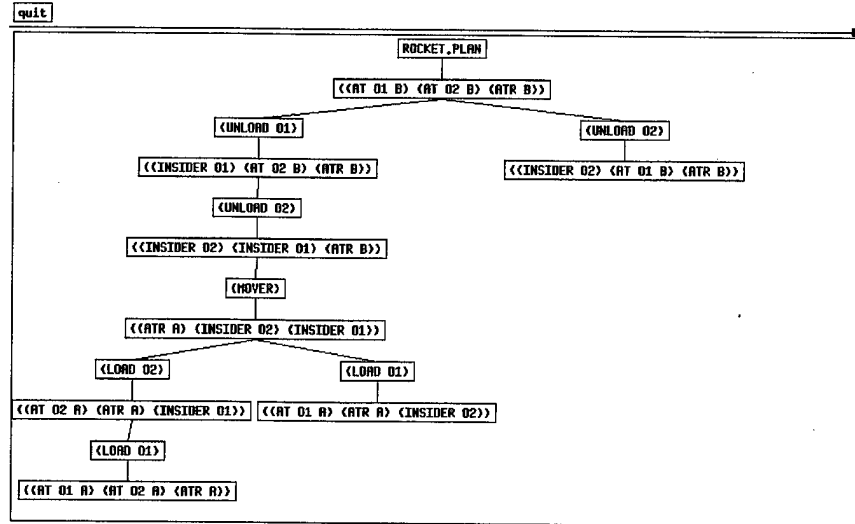 quit
ROCKET.PLAN
((AT O1 B) (AT O2 B) (ATR B))
(UNLOAD O1)
(UNLOAD O2)
((INSIDER O1) (AT O2 B) (ATR B))
((INSIDER O2) (AT O1 B) (ATR B))
(UNLOAD O2)
((INSIDER O2) (INSIDER O1) (ATR B))
(MOVER)
((ATR A) (INSIDER O2) (INSIDER O1))
(LOAD O2)
(LOAD O1)
((AT O2 A) (ATR A) (INSIDER O1))
((AT O1 A) (ATR A) (INSIDER O2))
(LOAD O1)
((AT O1 A) (AT O2 A) (ATR A))